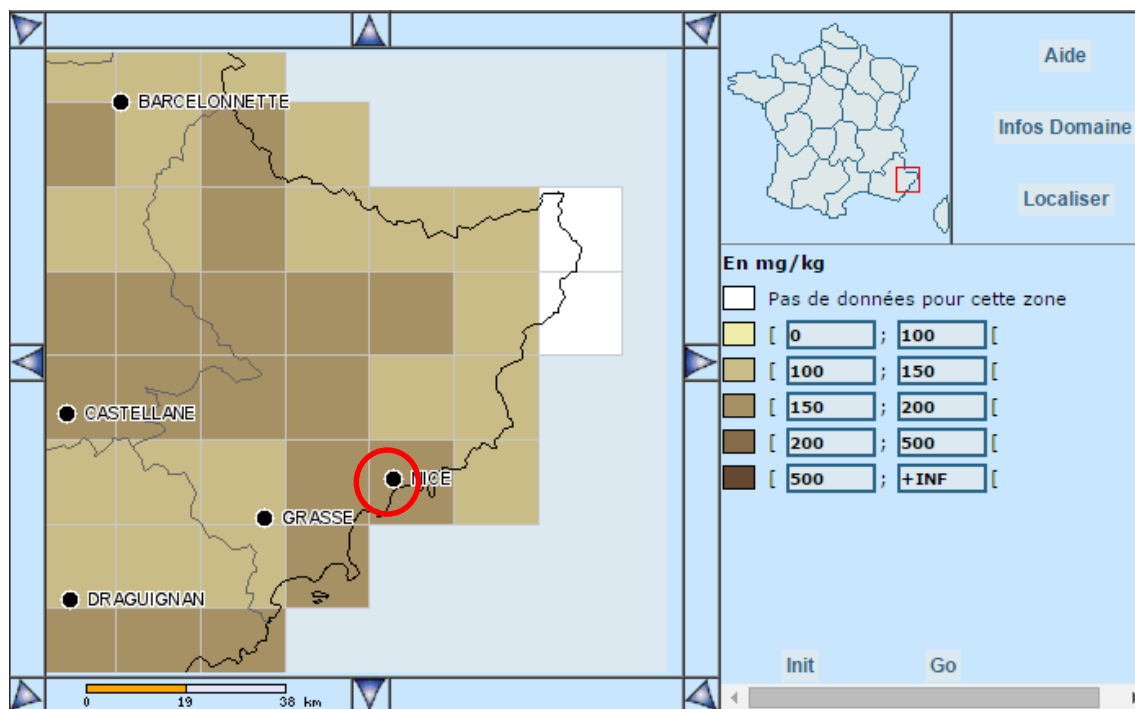 BARCELONNETTE
CASTELLANE
NICE
GRASSE
DRAGUIGNAN
0 19 38 km
Aide
Infos Domaine
Localiser
En mg/kg
Pas de données pour cette zone
[ 0 ; 100 [
[ 100 ; 150 [
[ 150 ; 200 [
[ 200 ; 500 [
[ 500 ; +INF [
Init Go